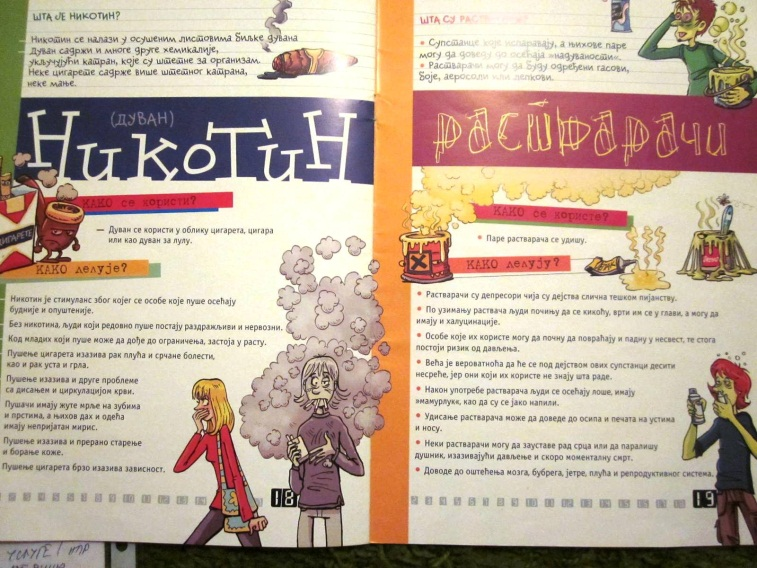 ШТА ЈЕ НИКОТИН?
Никотин се налази у осушеним листовима биљке дувана
Дуван садржи и многе друге хемикалије,
укључујући катран, које су штетне за организам.
Неке цигарете садрже више штетног катрана,
неке мање.
(ДУВАН)
Никотин
КАКО се користи?
ЦИГАРЕТЕ
— Дуван се користи у облику цигарета, цигара
или као дуван за лулу.
КАКО делује?
Никотин је стимуланс због којег се особе које пуше осећају
будније и опуштеније.
Без никотина, људи који редовно пуше постају раздражљиви и нервозни.
Код младих који пуше може да дође до ограничења, застоја у расту.
Пушење цигарета изазива рак плућа и срчане болести,
као и рак уста и грла.
Пушење изазива и друге проблеме
са дисањем и циркулацијом крви.
Пушачи имају жуте мрље на зубима
и прстима, а њихов дах и одећа
имају непријатан мирис.
Пушење изазива и прерано старење
и борање коже.
Пушење цигарета брзо изазива зависност.
18
ШТА СУ
• Супстанце које испаравају, а њихове паре
могу да доведу до осећаја »надуваности«.
• Растварачи могу да буду одређени гасови,
боје, аеросоли или лепкови.
растварачи
КАКО се користе?
• Паре растварача се удишу.
КАКО делују?
• Растварачи су депресори чија су дејства слична тешком пијанству.
• По узимању растварача људи почињу да се кикоћу, врти им се у глави, а могу да
имају и халуцинације.
• Особе које их користе могу да почну да повраћају и падну у несвест, те стога
постоји ризик од дављења.
• Већа је вероватноћа да ће се под дејством ових супстанци десити
несреће, јер они који их користе не знају шта раде.
• Након употребе растварача људи се осећају лоше, имају
»мамурлук«, као да су се јако напили.
• Удисање растварача може да доведе до осипа и печата на устима
и носу.
• Неки растварачи могу да зауставе рад срца или да паралишу
душник, изазивајући дављење и скоро моменталну смрт.
• Доводе до оштећења мозга, бубрега, јетре, плућа и репродуктивног система.
19